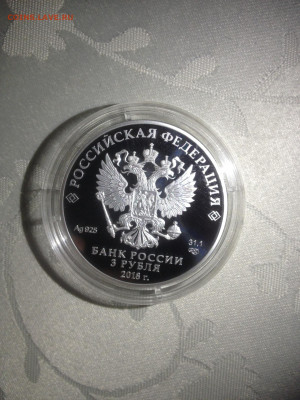 РОССИЙСКАЯ ФЕДЕРАЦИЯ
Ag 925
31,1
БАНК РОССИИ
3 РУБЛЯ
2018 г.